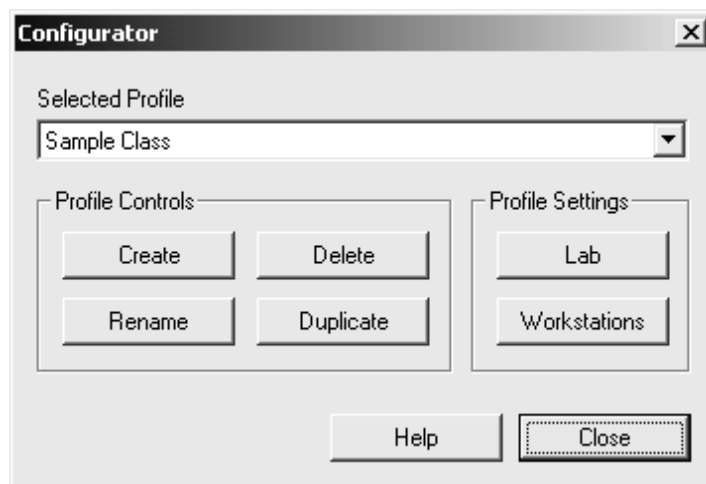 Configurator
Selected Profile
Sample Class
Profile Controls
Profile Settings
Create
Delete
Lab
Rename
Duplicate
Workstations
Help
Close